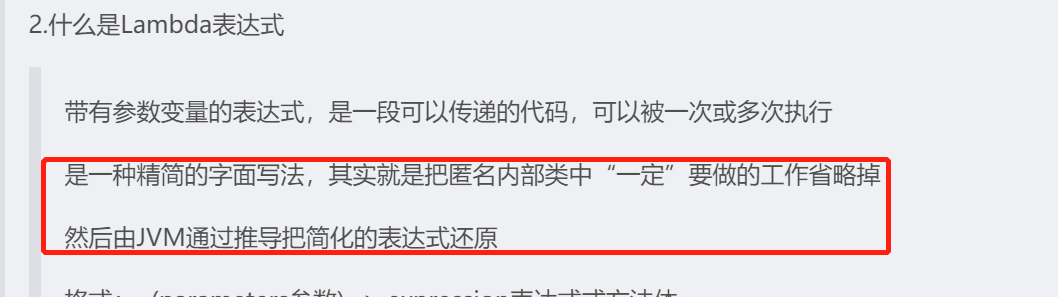 2.什么是Lambda表达式
带有参数变量的表达式，是一段可以传递的代码，可以被一次或多次执行
是一种精简的字面写法，其实就是把匿名内部类中“一定”要做的工作省略掉
然后由JVM通过推导把简化的表达式还原